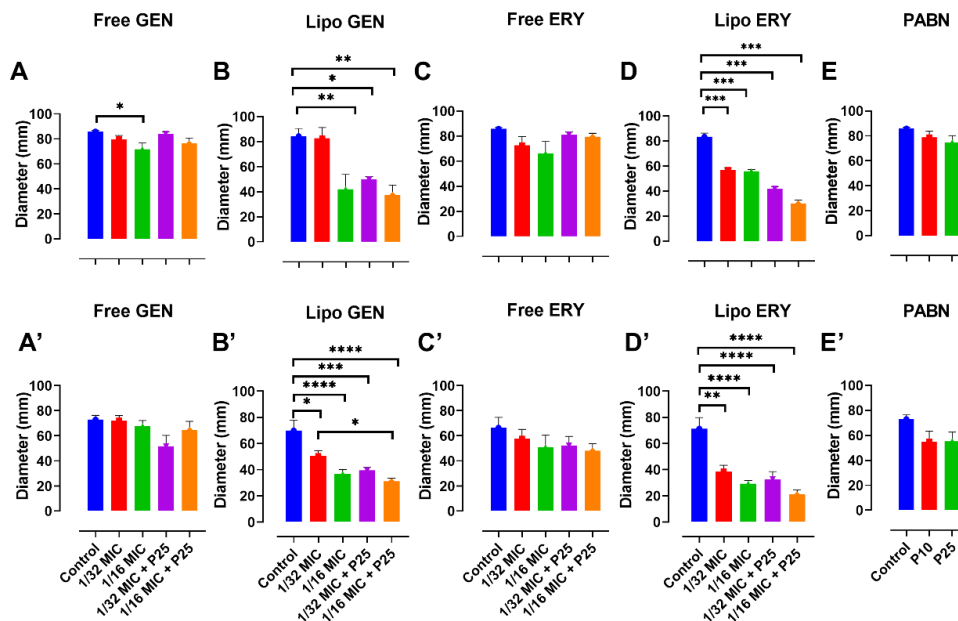 Free GEN
Lipo GEN
Free ERY
Lipo ERY
PABN
A
B
C
D
E
Diameter (mm)
100
80
60
40
20
0
*
Diameter (mm)
100
80
60
40
20
0
**
*
**
Diameter (mm)
100
80
60
40
20
0
Diameter (mm)
100
80
60
40
20
0
***
***
***
***
Diameter (mm)
100
80
60
40
20
0
Free GEN
Lipo GEN
Free ERY
Lipo ERY
PABN
A’
B’
C’
D’
E’
Diameter (mm)
100
80
60
40
20
0
Control
1/32 MIC
1/16 MIC
1/32 MIC + P25
1/16 MIC + P25
Diameter (mm)
100
80
60
40
20
0
****
***
****
*
*
Control
1/32 MIC
1/16 MIC
1/32 MIC + P25
1/16 MIC + P25
Diameter (mm)
100
80
60
40
20
0
Control
1/32 MIC
1/16 MIC
1/32 MIC + P25
1/16 MIC + P25
Diameter (mm)
100
80
60
40
20
0
****
****
****
**
Control
1/32 MIC
1/16 MIC
1/32 MIC + P25
1/16 MIC + P25
Diameter (mm)
100
80
60
40
20
0
Control
P10
P25